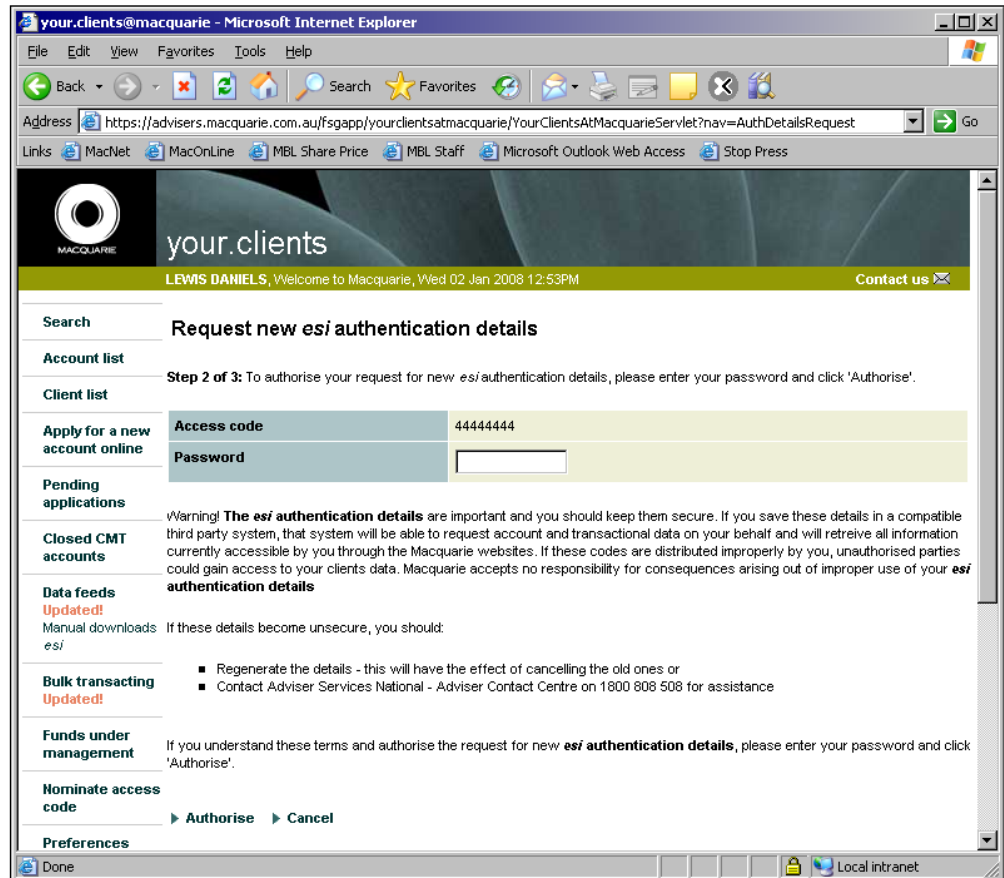 your.clients@macquarie - Microsoft Internet Explorer
File Edit View Favorites Tools Help
Back Search Favorites
Address https://advisers.macquarie.com.au/fsgapp/yourclientsatmacquarie/YourClientsAtMacquarieServlet?nav=AuthDetailsRequest Go
Links MacNet MacOnLine MBL Share Price MBL Staff Microsoft Outlook Web Access Stop Press
MACQUARIE
your.clients
LEWIS DANIELS, Welcome to Macquarie, Wed 02 Jan 2008 12:53PM Contact us
Search
Account list
Client list
Apply for a new
account online
Pending
applications
Closed CMT
accounts
Data feeds
Updated!
Manual downloads
esi
Bulk transacting
Updated!
Funds under
management
Nominate access
code
Preferences
Request new esi authentication details
Step 2 of 3: To authorise your request for new esi authentication details, please enter your password and click 'Authorise'.
Access code 44444444
Password
Warning! The esi authentication details are important and you should keep them secure. If you save these details in a compatible
third party system, that system will be able to request account and transactional data on your behalf and will retreive all information
currently accessible by you through the Macquarie websites. If these codes are distributed improperly by you, unauthorised parties
could gain access to your clients data. Macquarie accepts no responsibility for consequences arising out of improper use of your esi
authentication details
If these details become unsecure, you should:
Regenerate the details - this will have the effect of cancelling the old ones or
Contact Adviser Services National - Adviser Contact Centre on 1800 808 508 for assistance
If you understand these terms and authorise the request for new esi authentication details, please enter your password and click
'Authorise'.
Authorise Cancel
Done Local intranet